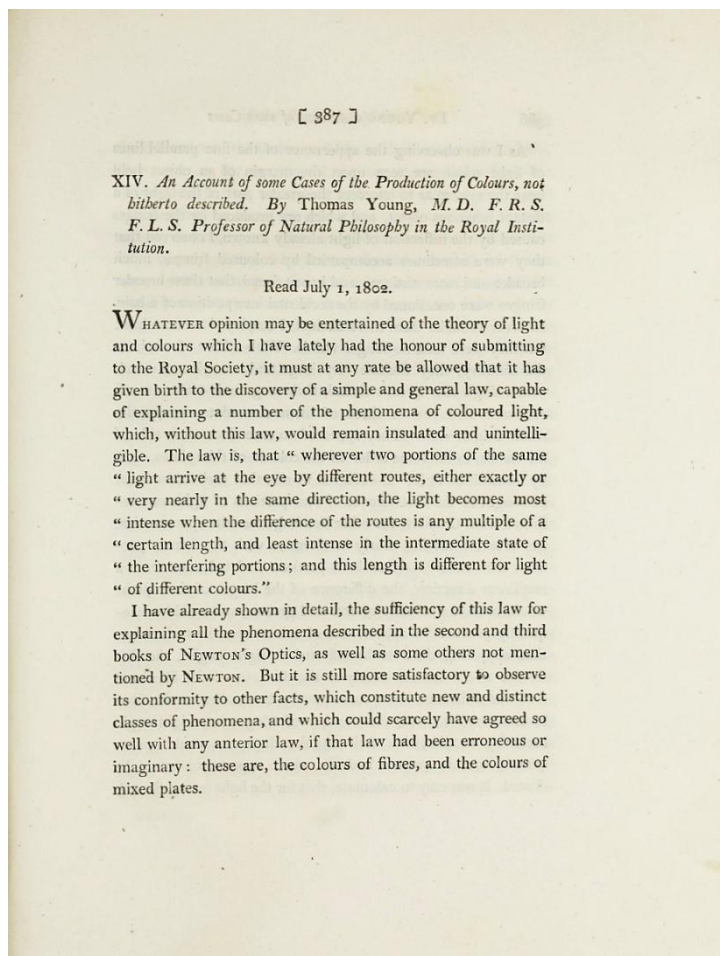 [ 387 ]
XIV. An Account of some Cases of the Production of Colours, not
hitherto described. By Thomas Young, M. D. F. R. S.
F. L. S. Professor of Natural Philosophy in the Royal Insti-
tution.
Read July 1, 1802.
WHATEVER opinion may be entertained of the theory of light
and colours which I have lately had the honour of submitting
to the Royal Society, it must at any rate be allowed that it has
given birth to the discovery of a simple and general law, capable
of explaining a number of the phenomena of coloured light,
which, without this law, would remain insulated and unintelli-
gible. The law is, that “ wherever two portions of the same
“ light arrive at the eye by different routes, either exactly or
“ very nearly in the same direction, the light becomes most
“ intense when the difference of the routes is any multiple of a
“ certain length, and least intense in the intermediate state of
“ the interfering portions; and this length is different for light
“ of different colours.”
I have already shown in detail, the sufficiency of this law for
explaining all the phenomena described in the second and third
books of NEWTON’s Optics, as well as some others not men-
tioned by NEWTON. But it is still more satisfactory to observe
its conformity to other facts, which constitute new and distinct
classes of phenomena, and which could scarcely have agreed so
well with any anterior law, if that law had been erroneous or
imaginary: these are, the colours of fibres, and the colours of
mixed plates.